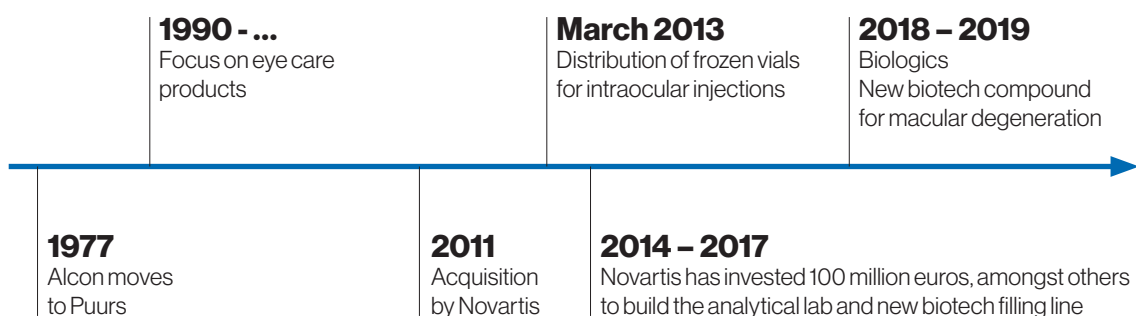 1990 - ...
Focus on eye care
products
March 2013
Distribution of frozen vials
for intraocular injections
2018 – 2019
Biologics
New biotech compound
for macular degeneration
1977
Alcon moves
to Puurs
2011
Acquisition
by Novartis
2014 – 2017
Novartis has invested 100 million euros, amongst others
to build the analytical lab and new biotech filling line